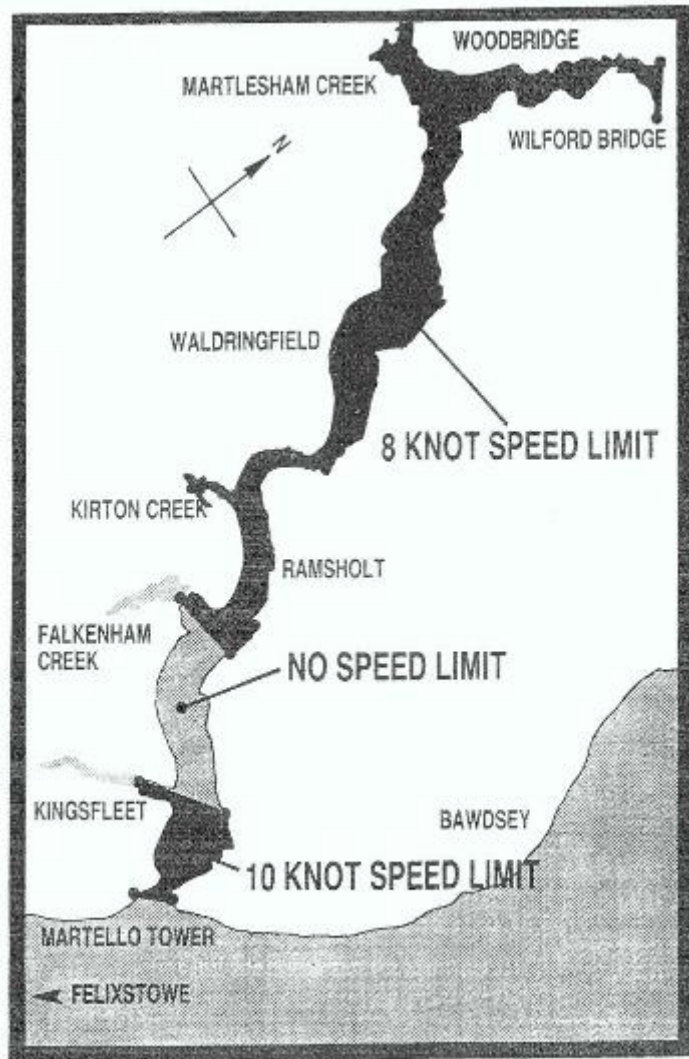 WOODBRIDGE
MARTLESHAM CREEK
WILFORD BRIDGE
N
WALDRINGFIELD
8 KNOT SPEED LIMIT
KIRTON CREEK
RAMSHOLT
FALKENHAM
CREEK
NO SPEED LIMIT
KINGSFLEET
BAWDSEY
10 KNOT SPEED LIMIT
MARTELLO TOWER
FELIXSTOWE